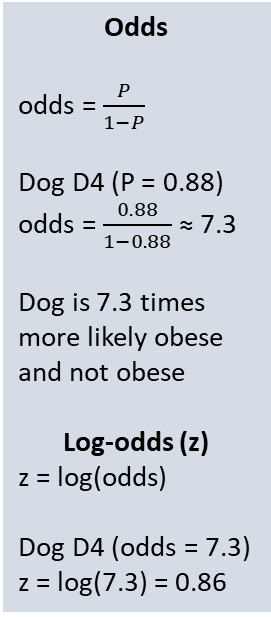 Odds
odds = P/(1−P)
Dog D4 (P = 0.88)
odds = 0.88/(1−0.88) ≈ 7.3
Dog is 7.3 times
more likely obese
and not obese
Log-odds (z)
z = log(odds)
Dog D4 (odds = 7.3)
z = log(7.3) = 0.86